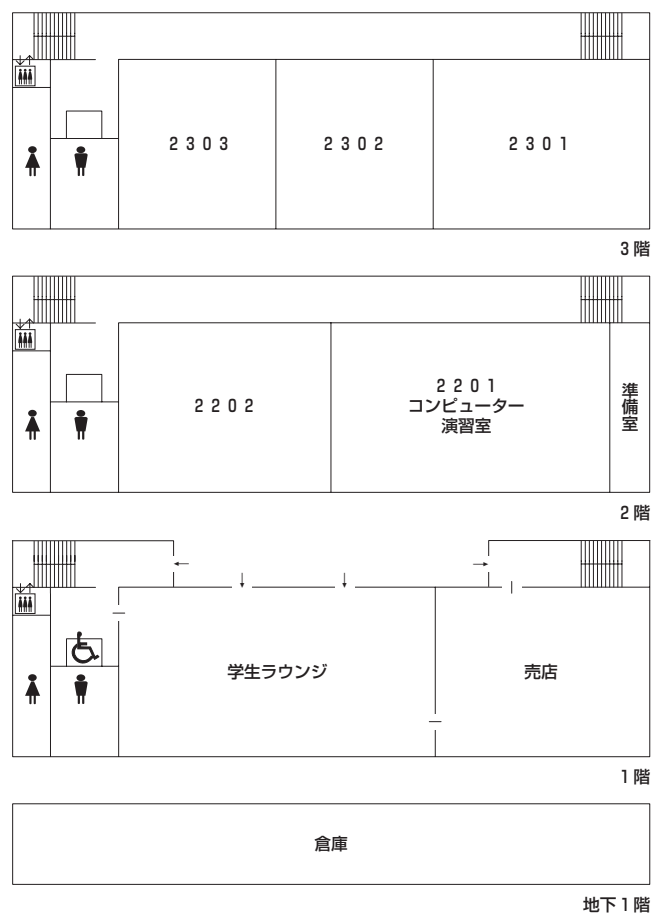 2303
2302
2301
3階
2202
2201
コンピューター
演習室
準備室
2階
学生ラウンジ
売店
1階
倉庫
地下1階